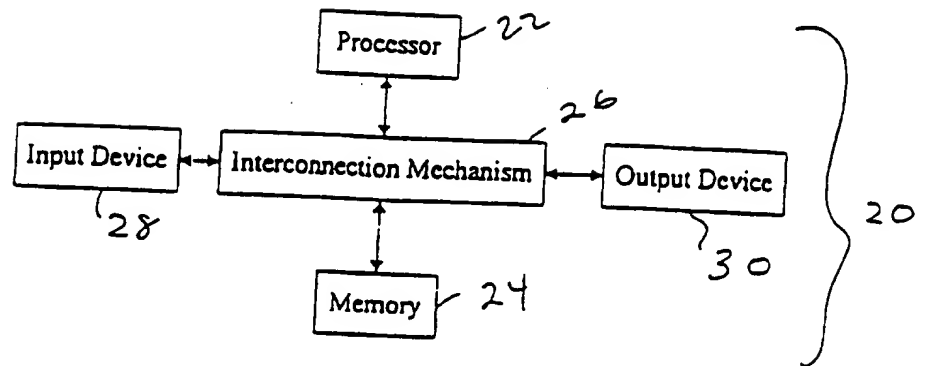 Processor
22
26
Input Device
Interconnection Mechanism
Output Device
20
28
30
Memory
24